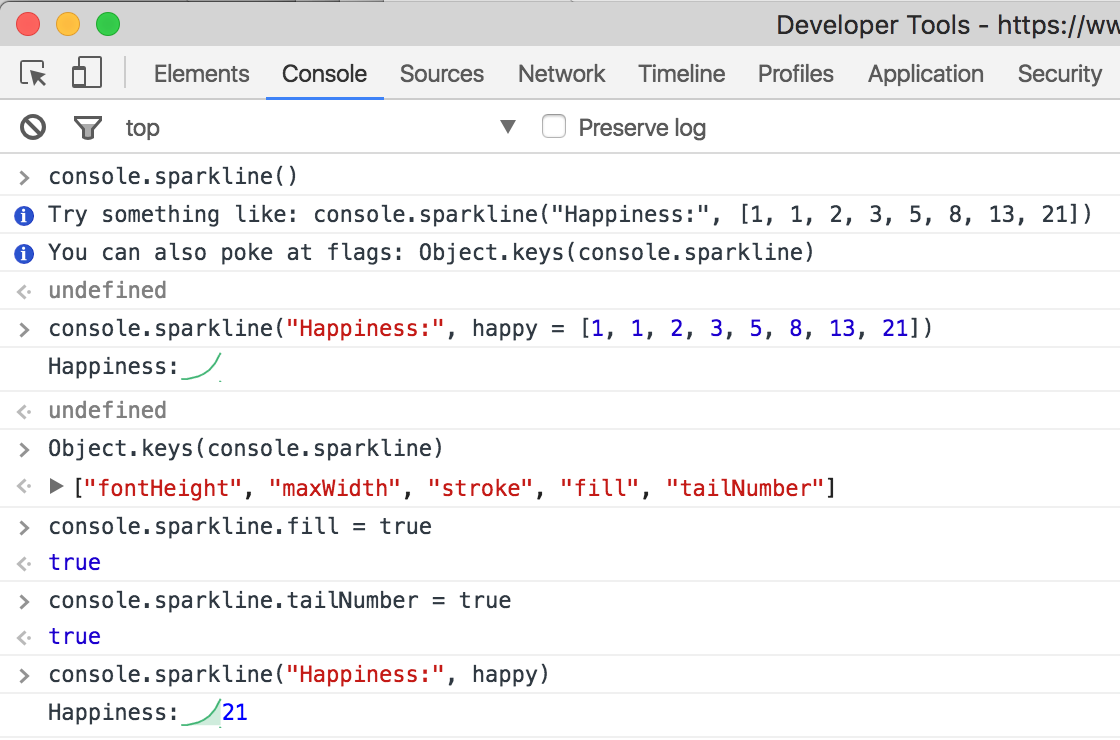 Developer Tools - https://ww
Elements Console Sources Network Timeline Profiles Application Security
top ▼ Preserve log
> console.sparkline()
Try something like: console.sparkline("Happiness:", [1, 1, 2, 3, 5, 8, 13, 21])
You can also poke at flags: Object.keys(console.sparkline)
undefined
> console.sparkline("Happiness:", happy = [1, 1, 2, 3, 5, 8, 13, 21])
Happiness:
undefined
> Object.keys(console.sparkline)
▶ ["fontHeight", "maxWidth", "stroke", "fill", "tailNumber"]
> console.sparkline.fill = true
true
> console.sparkline.tailNumber = true
true
> console.sparkline("Happiness:", happy)
Happiness: 21